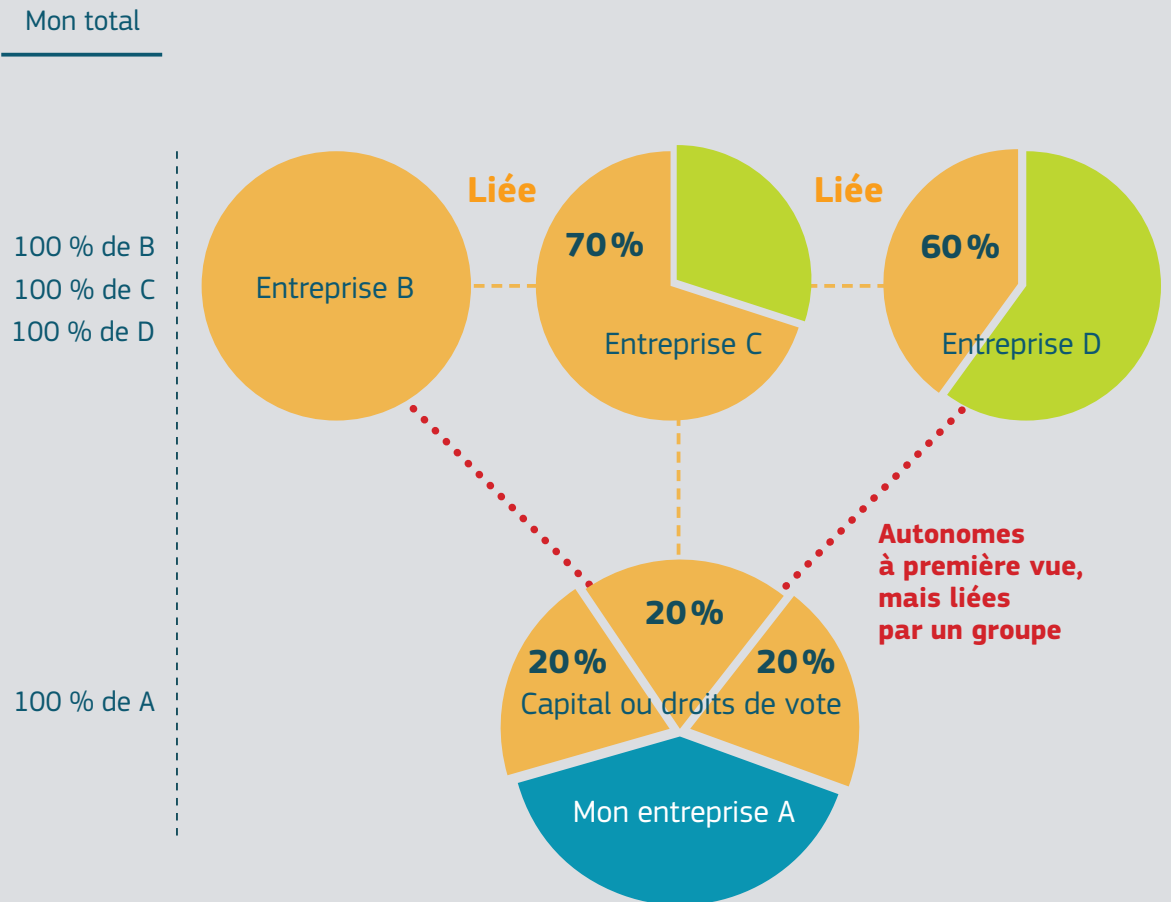 Mon total
Liée
Liée
70 %
60 %
100 % de B
100 % de C
100 % de D
Entreprise B
Entreprise C
Entreprise D
Autonomes
à première vue,
mais liées
par un groupe
20 %
20 %
20 %
100 % de A
Capital ou droits de vote
Mon entreprise A